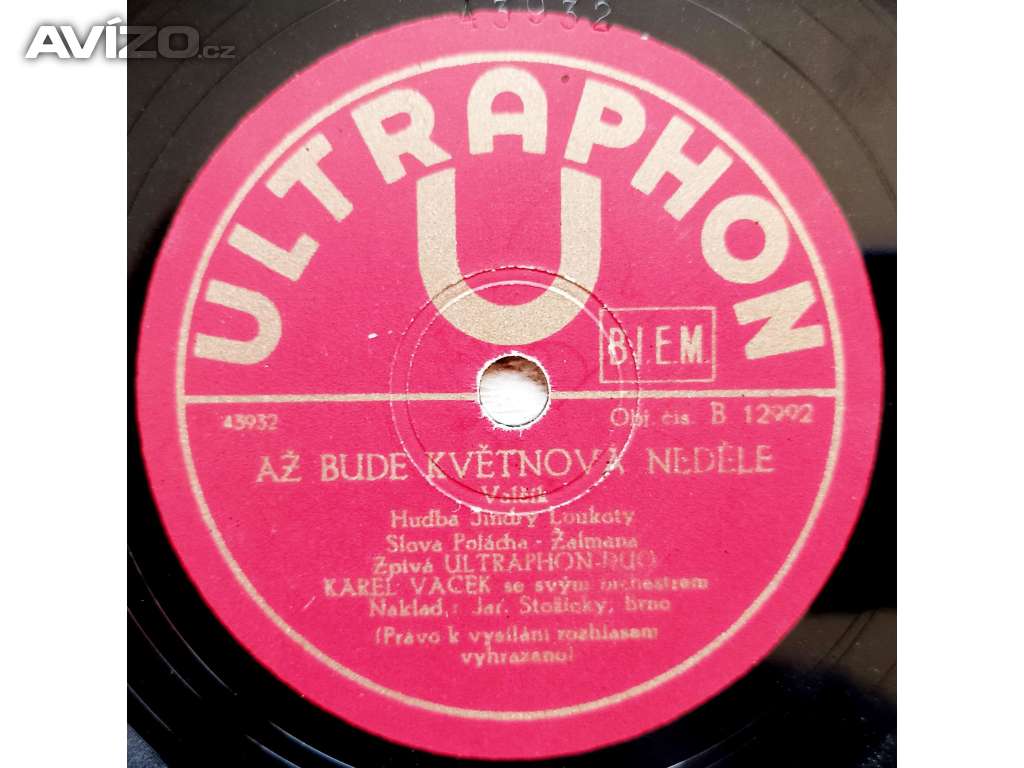 43932
AVÍZO.cz
ULTRAPHON
U
B.I.E.M.
43932
Obj. čís. B 12992
AŽ BUDE KVĚTNOVÁ NEDĚLE
Valčík
Hudba Jindry Loukoty
Slova Polácha - Žalmana
Zpívá ULTRAPHON-DUO
KAREL VACEK se svým orchestrem
Náklad.: Jar. Stožický, Brno
(Právo k vysílání rozhlasem
vyhrazeno)